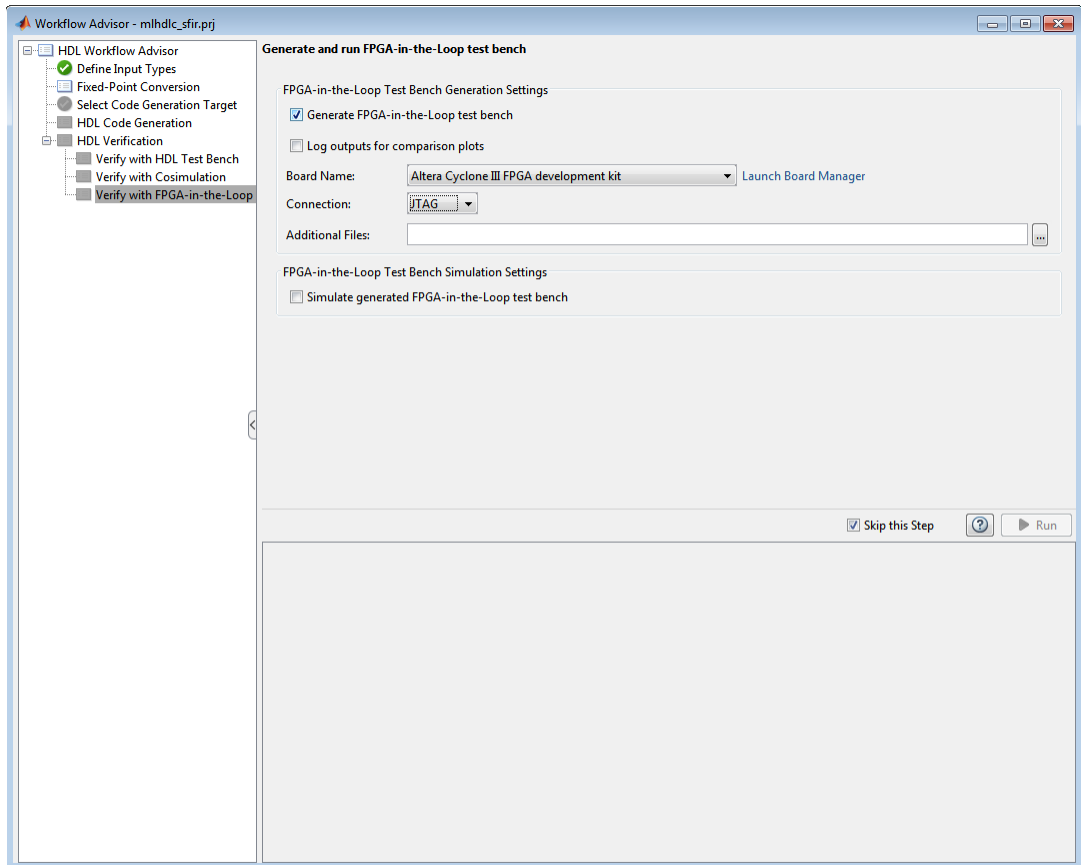 Workflow Advisor - mlhdlc_sfir.prj
HDL Workflow Advisor
Define Input Types
Fixed-Point Conversion
Select Code Generation Target
HDL Code Generation
HDL Verification
Verify with HDL Test Bench
Verify with Cosimulation
Verify with FPGA-in-the-Loop
Generate and run FPGA-in-the-Loop test bench
FPGA-in-the-Loop Test Bench Generation Settings
Generate FPGA-in-the-Loop test bench
Log outputs for comparison plots
Board Name: Altera Cyclone III FPGA development kit Launch Board Manager
Connection: JTAG
Additional Files: ...
FPGA-in-the-Loop Test Bench Simulation Settings
Simulate generated FPGA-in-the-Loop test bench
Skip this Step ? Run